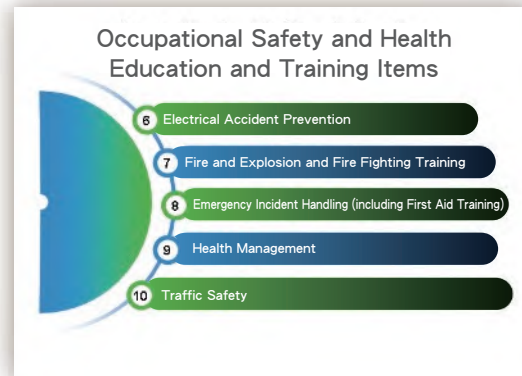 Occupational Safety and Health
Education and Training Items
6 Electrical Accident Prevention
7 Fire and Explosion and Fire Fighting Training
8 Emergency Incident Handling (including First Aid Training)
9 Health Management
10 Traffic Safety